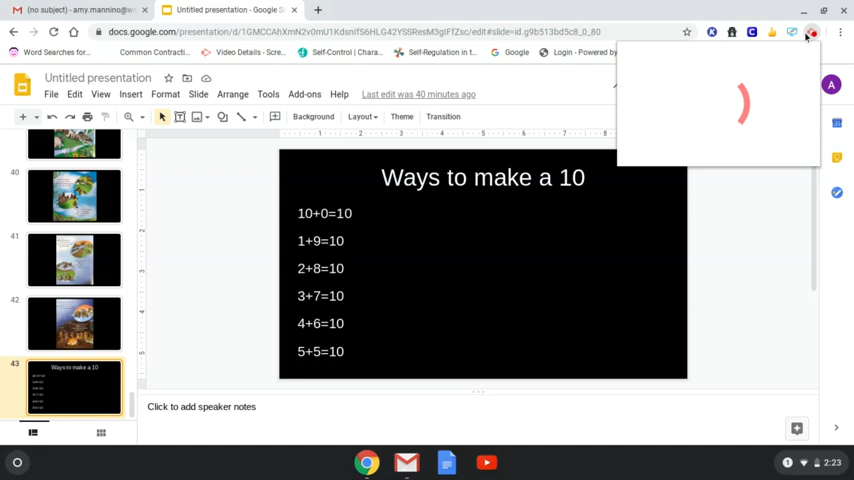 (no subject) - amy.mannino@w
Untitled presentation - Google S
docs.google.com/presentation/d/1GMCCAhXmN2v0mU1KdsnIfS6HLG42YSSResM3gIFfZsc/edit#slide=id.g9b513bd5c8_0_80
Word Searches for...
Common Contracti...
Video Details - Scre...
Self-Control | Chara...
Self-Regulation in t...
Google
Login - Powered by
Untitled presentation
A
File Edit View Insert Format Slide Arrange Tools Add-ons Help Last edit was 40 minutes ago
Background Layout Theme Transition
40
41
42
43
Ways to make a 10
Ways to make a 10
10+0=10
1+9=10
2+8=10
3+7=10
4+6=10
5+5=10
Click to add speaker notes
1 2:23